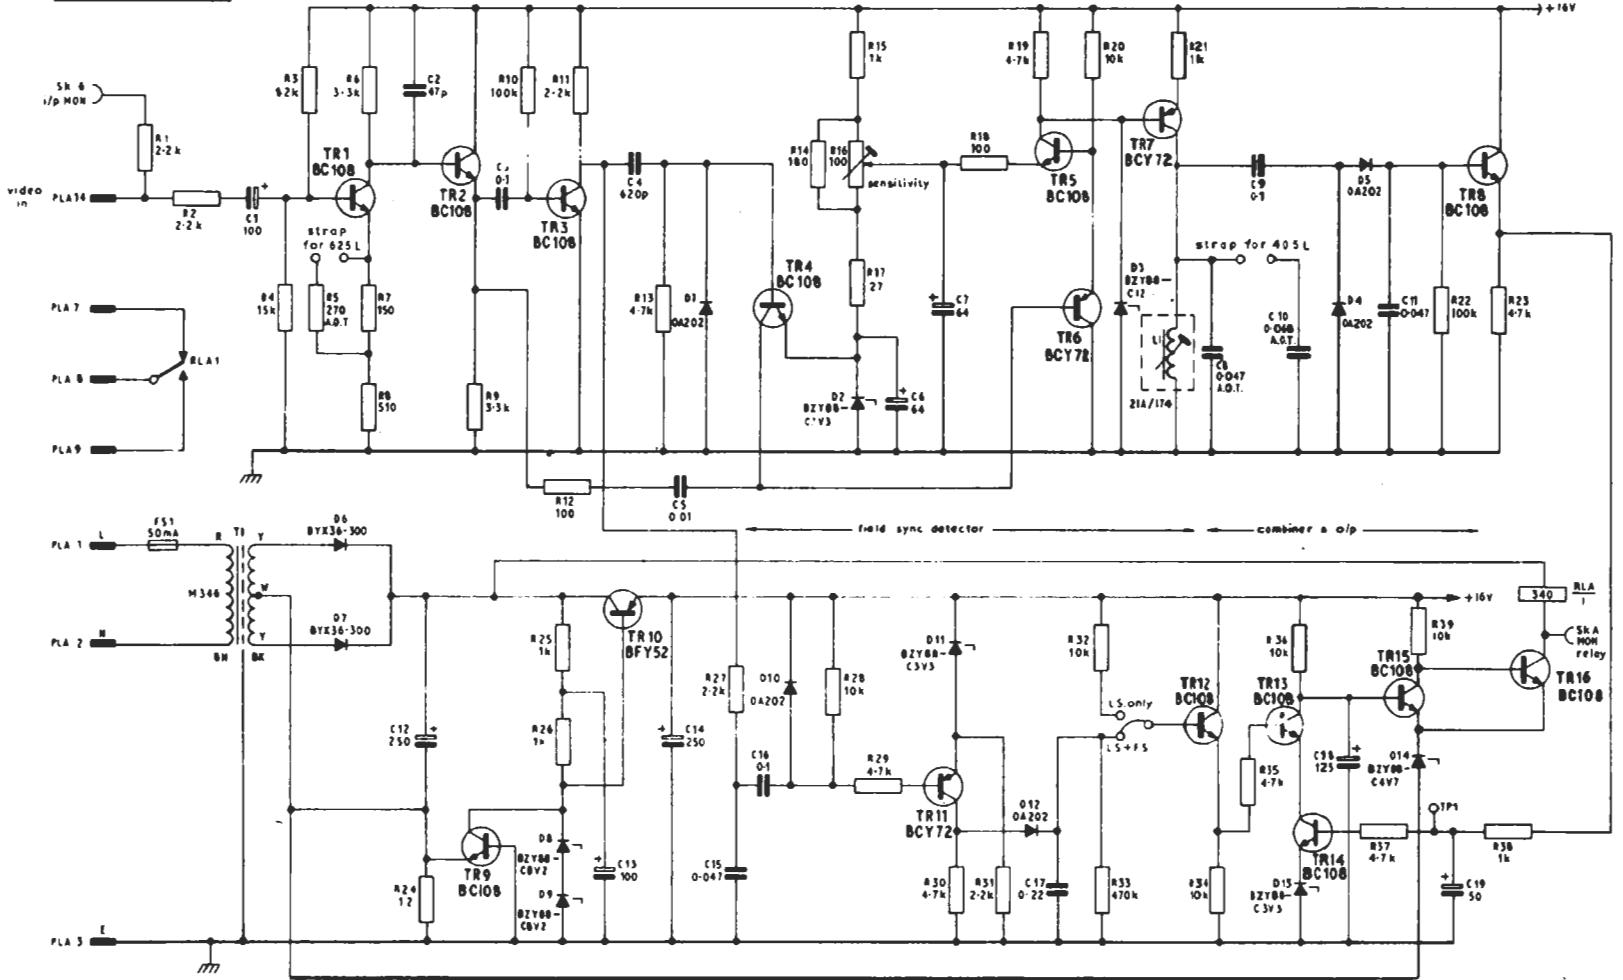 +16V
Sk 6
i/p MON
R1
2·2k
R3
82k
R6
3·3k
C2
47p
R10
100k
R11
2·2k
R15
1k
R19
4·7k
R20
10k
R21
TR1
BC108
video
in
PLA14
R2
2·2k
C1
100
TR2
BC108
0·1
TR3
BC108
C4
620p
R14
180
R16
100
sensitivity
R18
100
TR5
BC108
TR7
BCY72
C9
0·1
D5
OA202
TR8
BC108
strap
for 625L
R4
15k
R5
270
A.O.T
R7
150
R8
510
R9
3·3k
R13
4·7k
D1
OA202
TR4
BC108
R17
27
C7
64
D2
BZY88-
C6
64
TR6
BCY72
D3
BZY88-
C12
L1
21A/174
strap for 405L
C8
0·047
A.O.T.
C10
0·068
A.O.T.
D4
OA202
C11
0·047
R22
100k
R23
4·7k
PLA 7
PLA 8
PLA 9
RLA1
R12
100
C5
0·01
field sync detector
combiner & o/p
PLA 1
L
FS1
50mA
R
T1
Y
D6
BYX36-300
M346
W
PLA 2
N
BN
Y
BK
D7
BYX36-300
R25
1k
TR10
BFY52
R26
1k
C12
250
C14
250
R24
12
TR9
BC108
D8
BZY88-
C8V2
D9
BZY88-
C8V2
C13
100
PLA 3
E
R27
2·2k
D10
OA202
R28
10k
C16
0·1
C15
0·047
R29
4·7k
D11
BZY88-
C3V3
TR11
BCY72
D12
OA202
R30
4·7k
R31
2·2k
C17
0·22
R32
10k
L.S. only
LS+FS
R33
470k
TR12
BC108
R34
10k
R35
4·7k
R36
10k
TR13
BC108
TR14
BC108
D13
BZY88-
C3V3
C98
125
TR15
BC108
R39
10k
+16V
340
RLA
1
SkA
MON
relay
TR16
BC108
D14
BZY88-
C4V7
TP1
R37
4·7k
R38
1k
C19
50